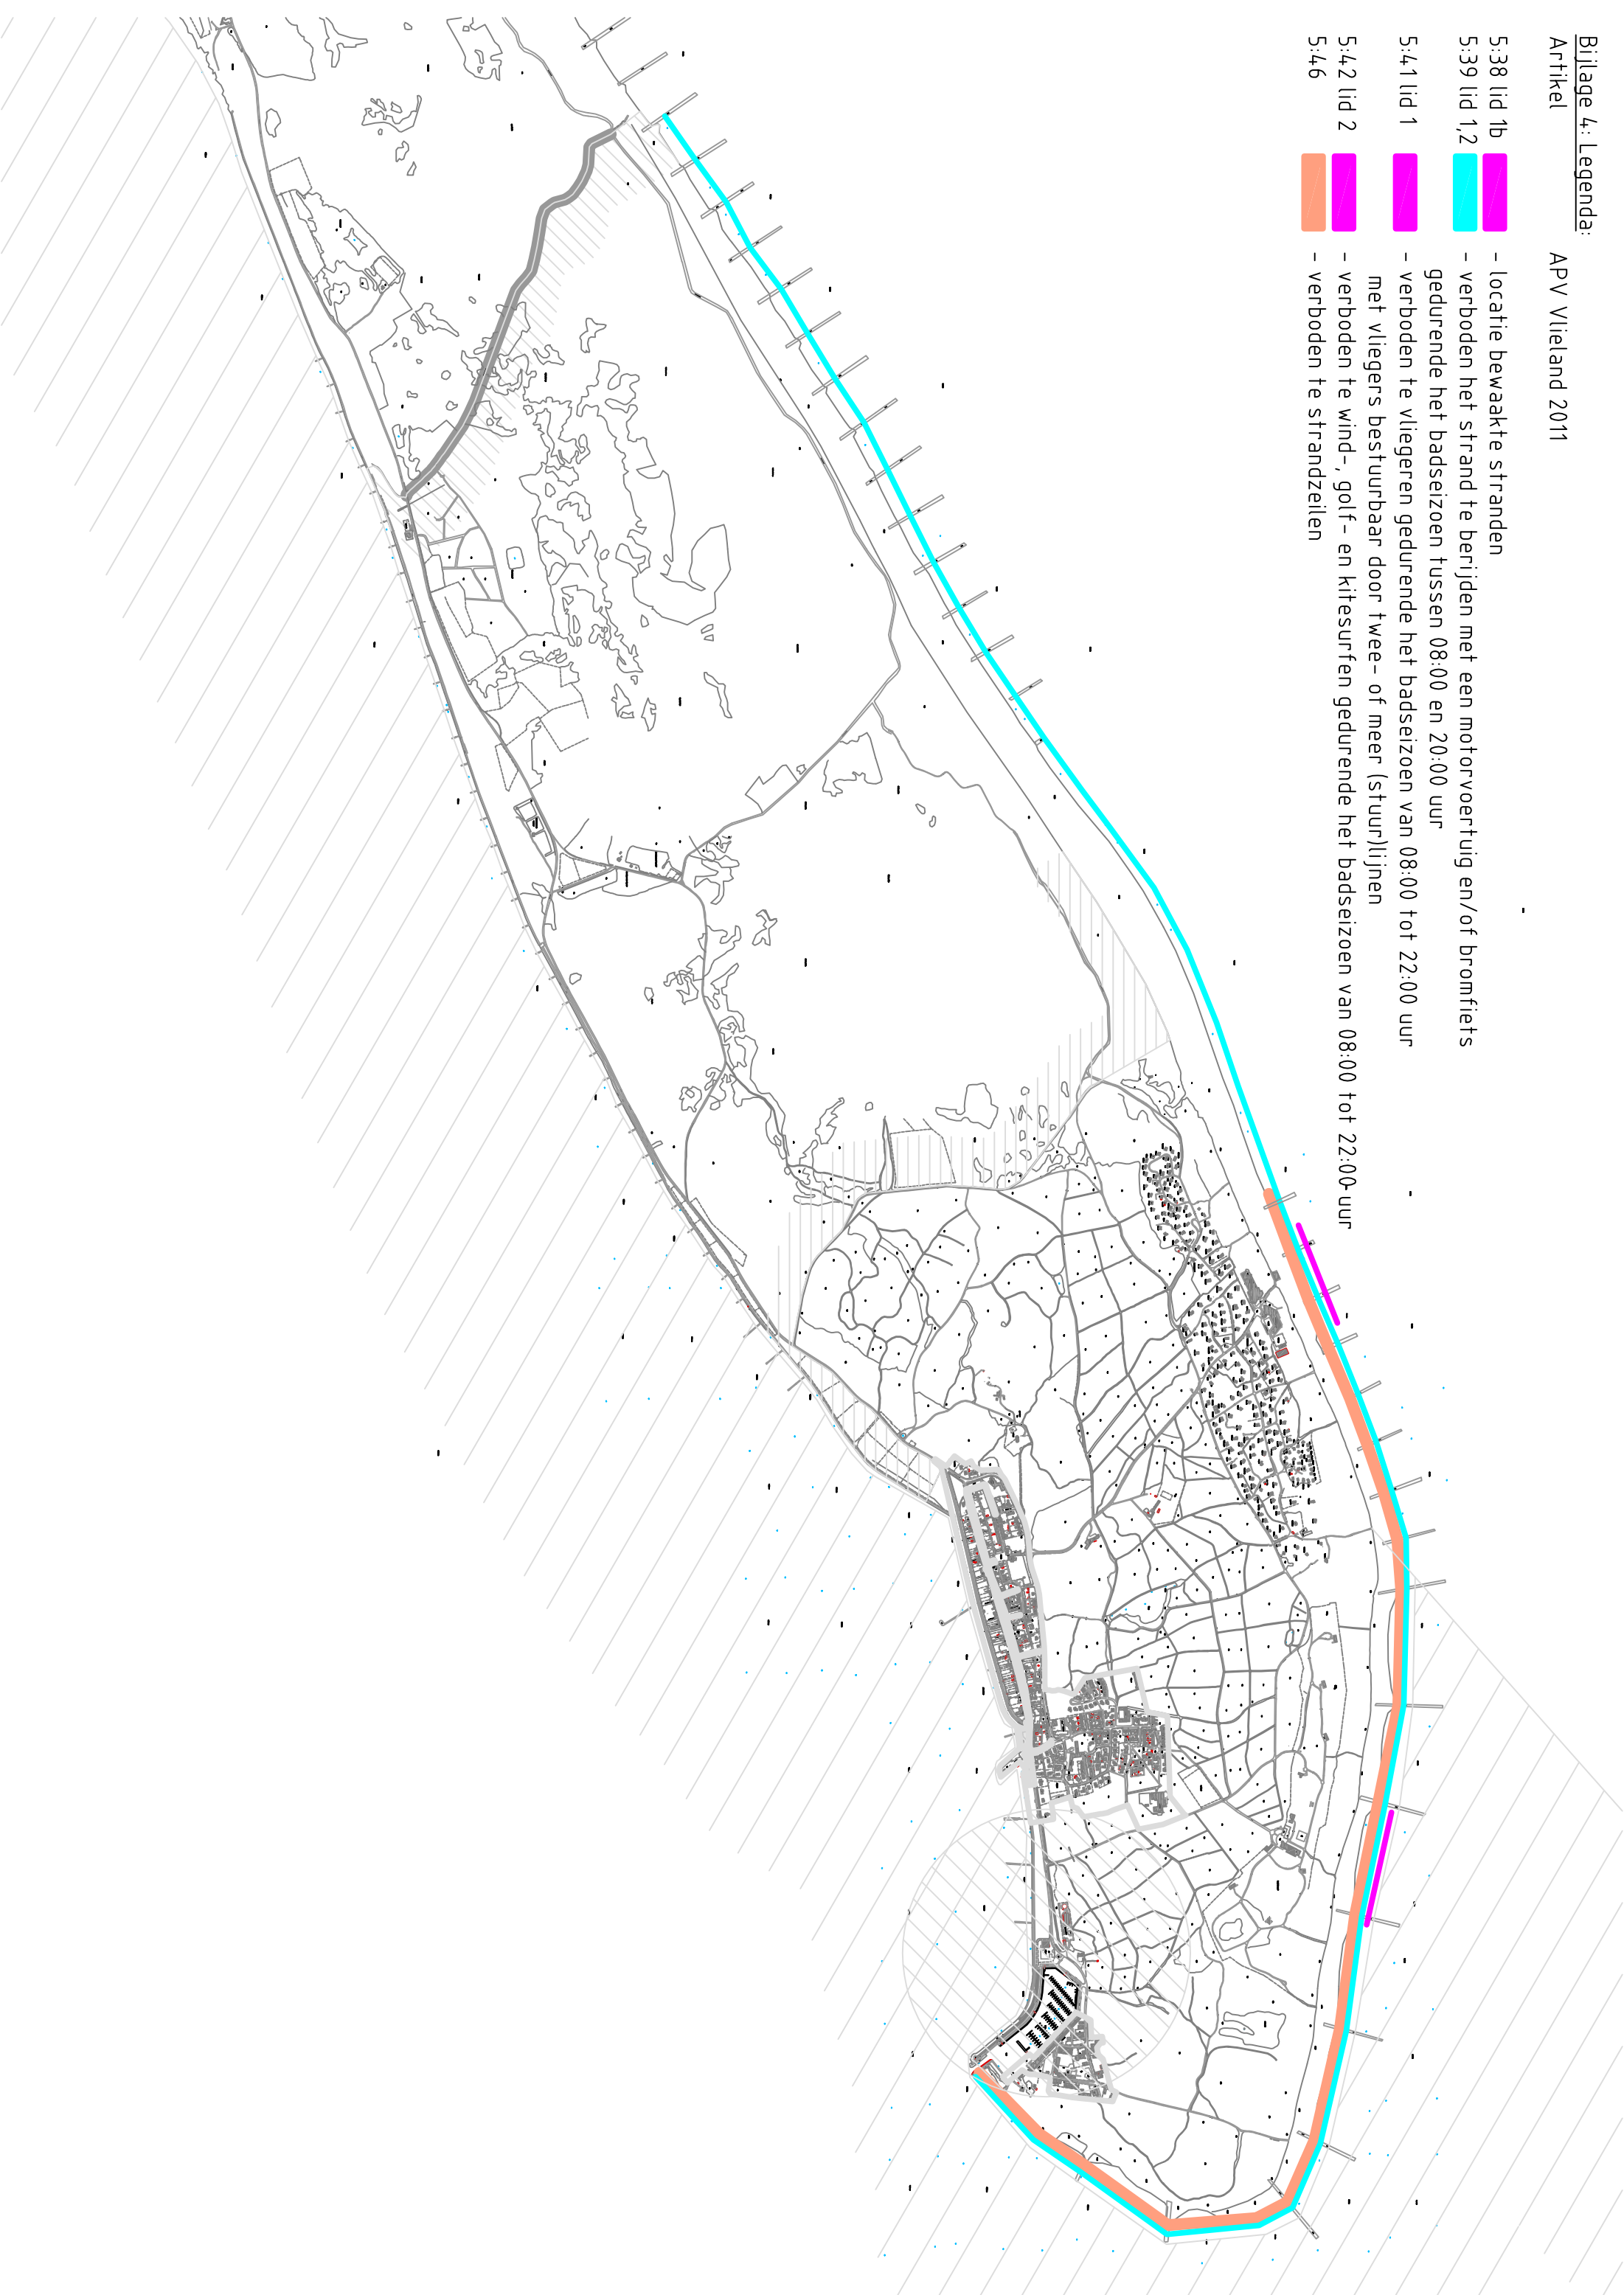 Bijlage 4: Legenda:
Artikel APV Vlieland 2011
5:38 lid 1b - locatie bewaakte stranden
5:39 lid 1,2 - verboden het strand te berijden met een motorvoertuig en/of bromfiets
gedurende het badseizoen tussen 08:00 en 20:00 uur
5:41 lid 1 - verboden te vliegeren gedurende het badseizoen van 08:00 tot 22:00 uur
met vliegers bestuurbaar door twee- of meer (stuur)lijnen
5:42 lid 2 - verboden te wind-, golf- en kitesurfen gedurende het badseizoen van 08:00 tot 22:00 uur
5:46 - verboden te strandzeilen